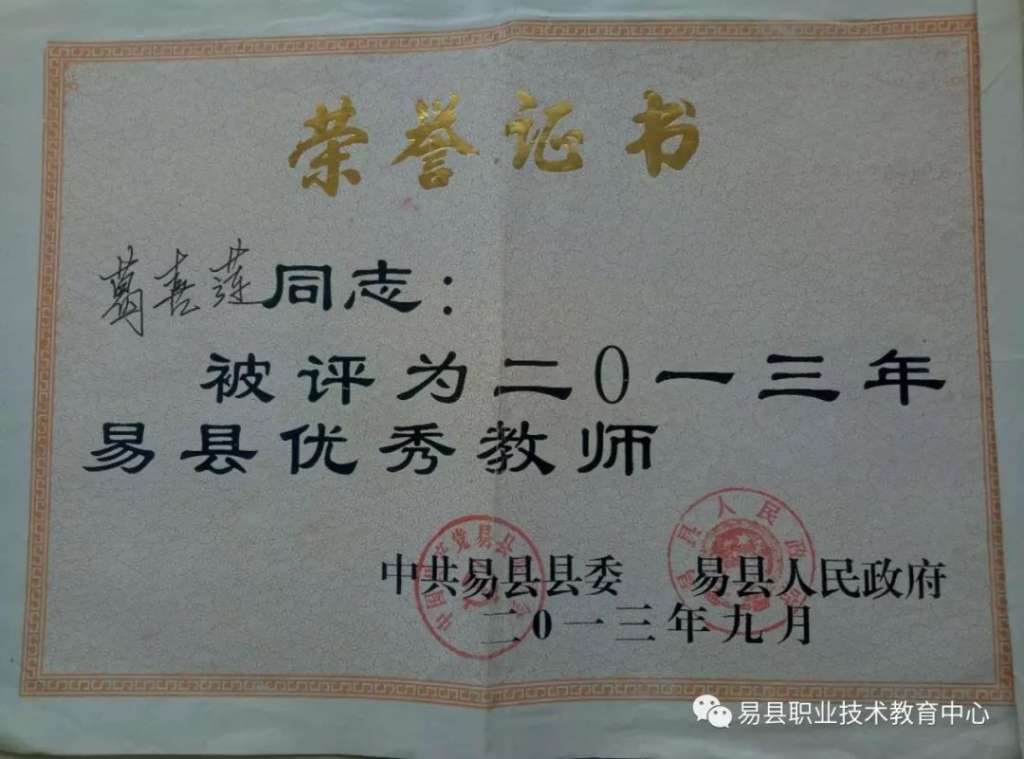 荣誉证书
葛喜莲同志：
被评为二0一三年
易县优秀教师
中共易县县委 易县人民政府
二0一三年九月
易县职业技术教育中心